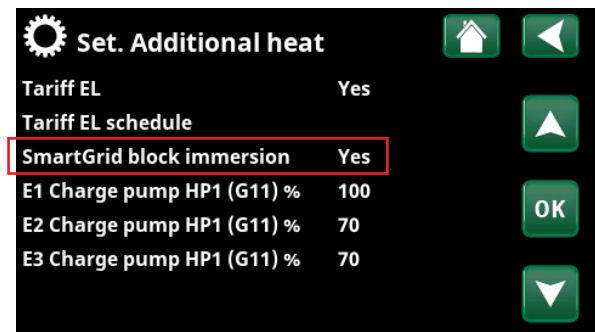 Set. Additional heat
Tariff EL Yes
Tariff EL schedule
SmartGrid block immersion Yes
E1 Charge pump HP1 (G11) % 100
E2 Charge pump HP1 (G11) % 70
E3 Charge pump HP1 (G11) % 70
OK